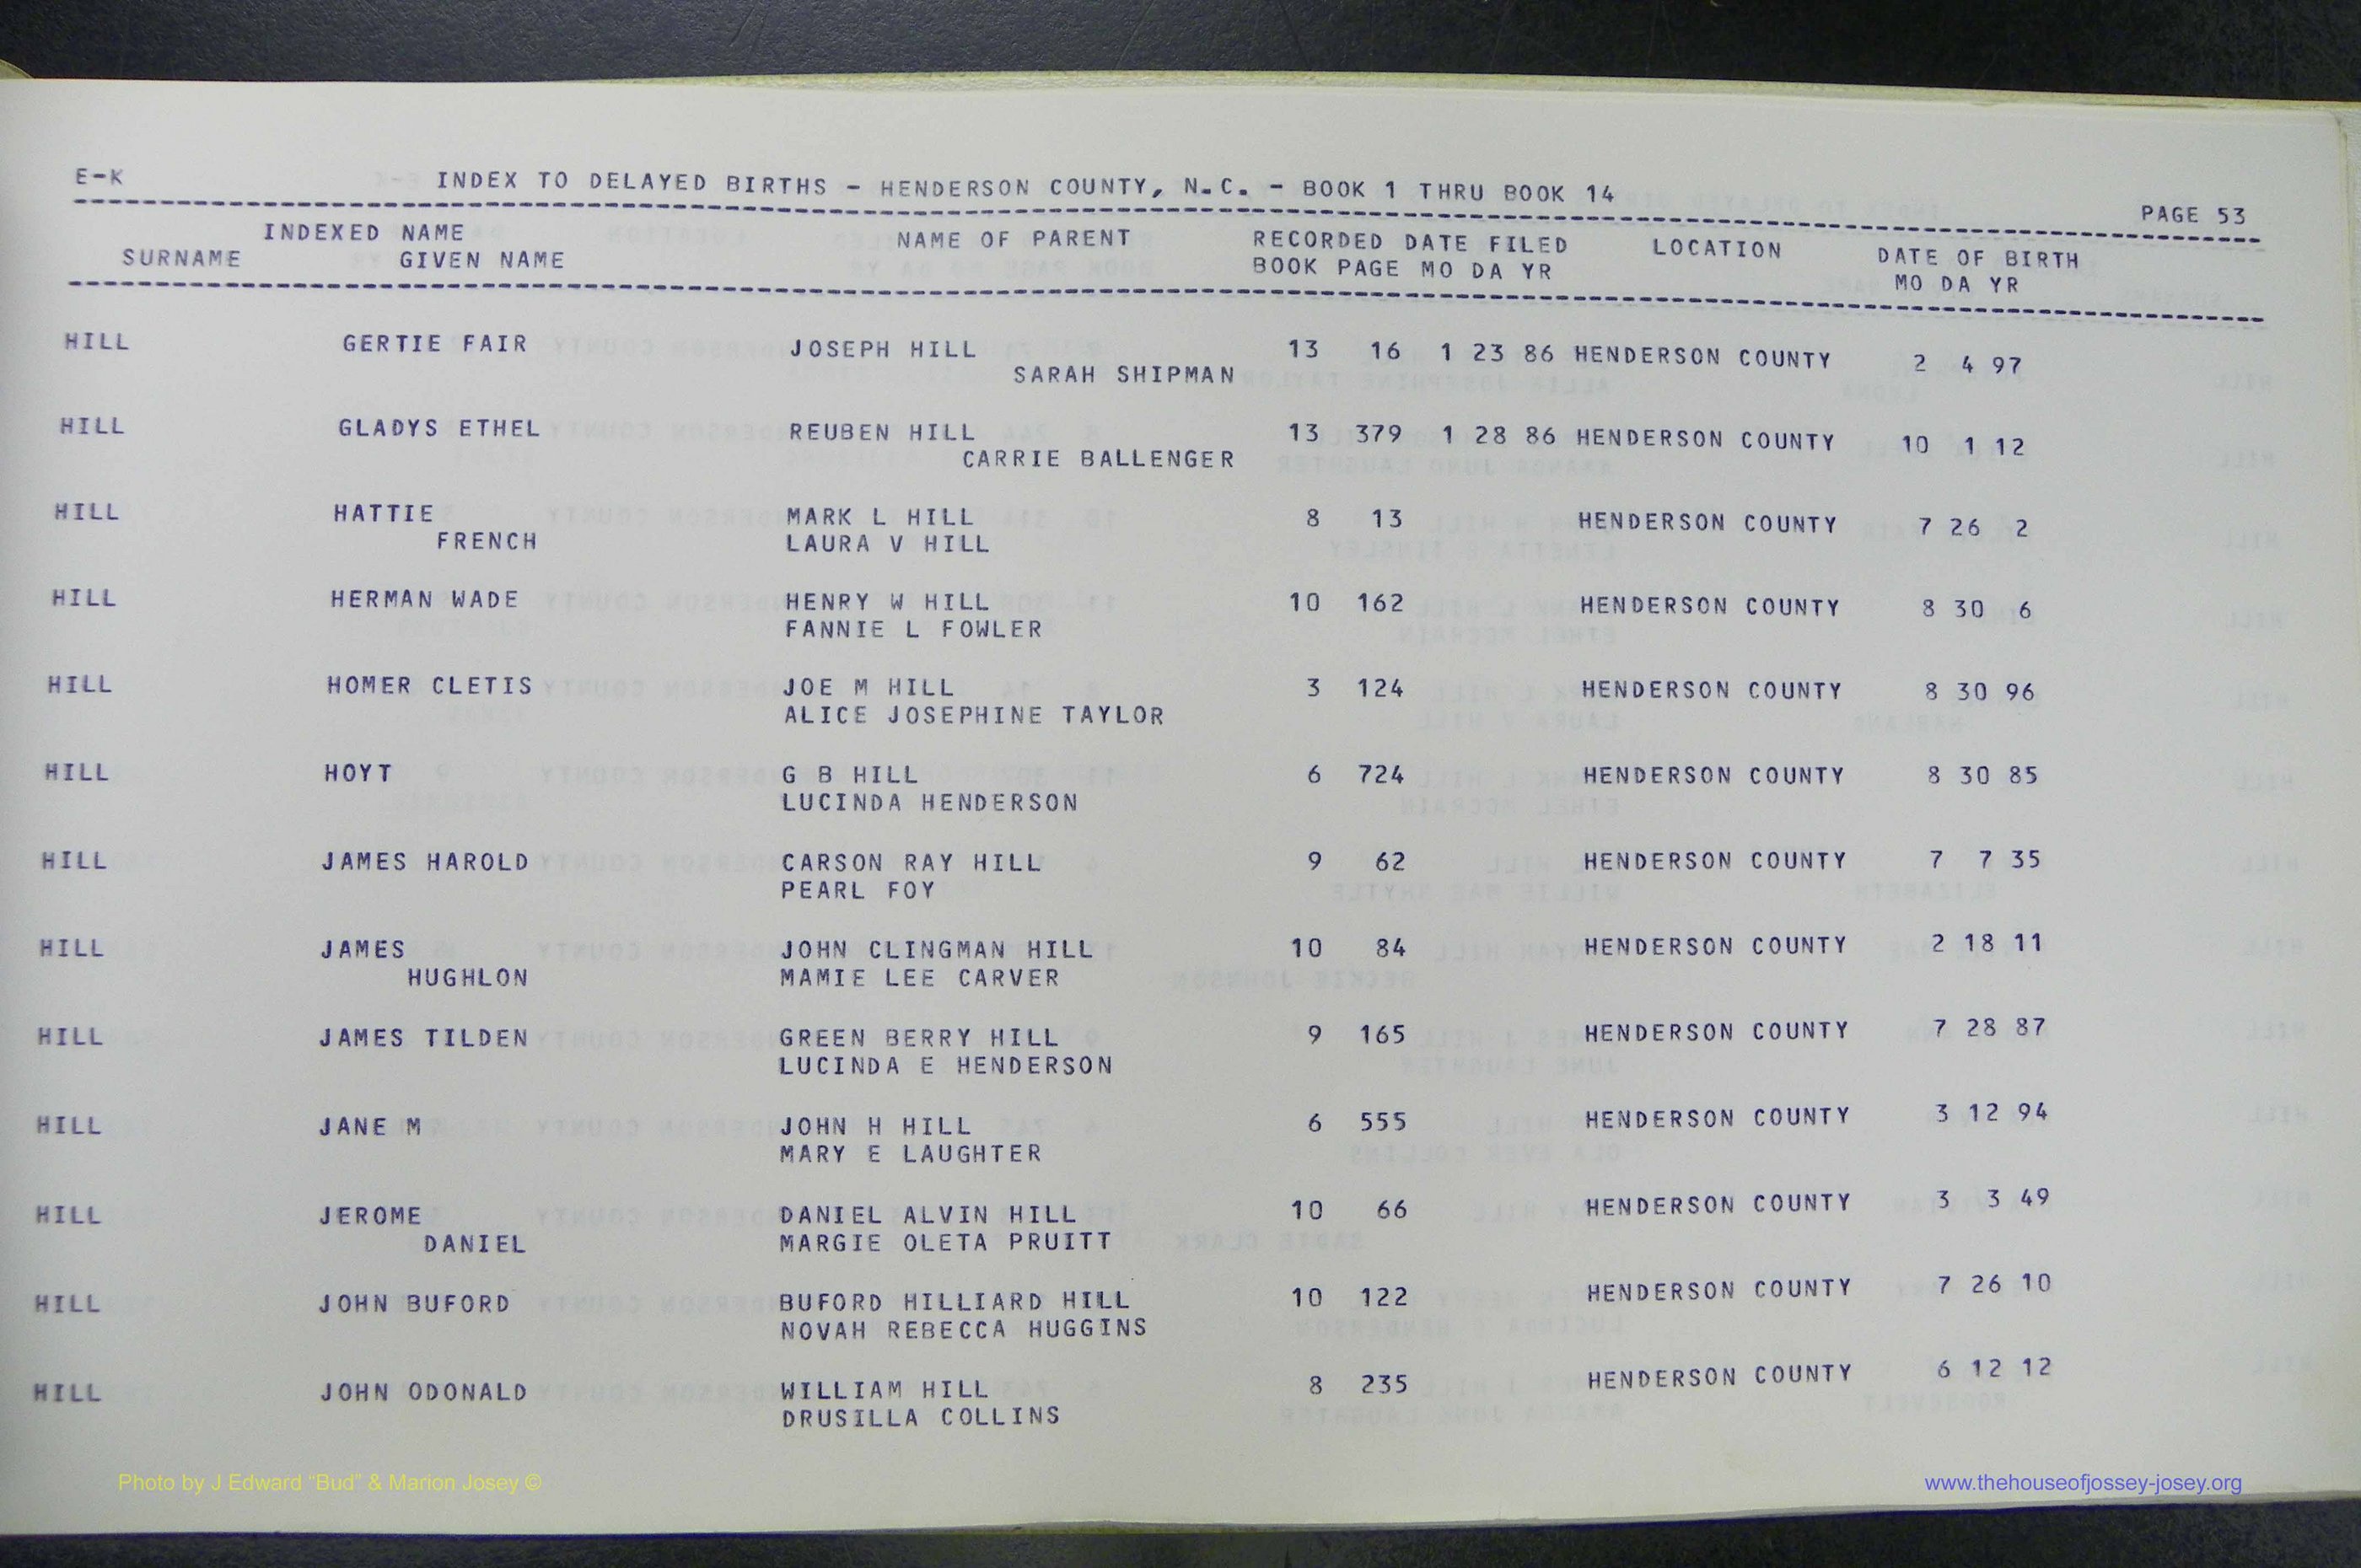 E-K INDEX TO DELAYED BIRTHS - HENDERSON COUNTY, N.C. - BOOK 1 THRU BOOK 14 PAGE 53
INDEXED NAME NAME OF PARENT RECORDED DATE FILED LOCATION DATE OF BIRTH
SURNAME GIVEN NAME BOOK PAGE MO DA YR MO DA YR
HILL GERTIE FAIR JOSEPH HILL 13 16 1 23 86 HENDERSON COUNTY 2 4 97
SARAH SHIPMAN
HILL GLADYS ETHEL REUBEN HILL 13 379 1 28 86 HENDERSON COUNTY 10 1 12
CARRIE BALLENGER
HILL HATTIE MARK L HILL 8 13 HENDERSON COUNTY 7 26 2
FRENCH LAURA V HILL
HILL HERMAN WADE HENRY W HILL 10 162 HENDERSON COUNTY 8 30 6
FANNIE L FOWLER
HILL HOMER CLETIS JOE M HILL 3 124 HENDERSON COUNTY 8 30 96
ALICE JOSEPHINE TAYLOR
HILL HOYT G B HILL 6 724 HENDERSON COUNTY 8 30 85
LUCINDA HENDERSON
HILL JAMES HAROLD CARSON RAY HILL 9 62 HENDERSON COUNTY 7 7 35
PEARL FOY
HILL JAMES JOHN CLINGMAN HILL 10 84 HENDERSON COUNTY 2 18 11
HUGHLON MAMIE LEE CARVER
HILL JAMES TILDEN GREEN BERRY HILL 9 165 HENDERSON COUNTY 7 28 87
LUCINDA E HENDERSON
HILL JANE M JOHN H HILL 6 555 HENDERSON COUNTY 3 12 94
MARY E LAUGHTER
HILL JEROME DANIEL ALVIN HILL 10 66 HENDERSON COUNTY 3 3 49
DANIEL MARGIE OLETA PRUITT
HILL JOHN BUFORD BUFORD HILLIARD HILL 10 122 HENDERSON COUNTY 7 26 10
NOVAH REBECCA HUGGINS
HILL JOHN ODONALD WILLIAM HILL 8 235 HENDERSON COUNTY 6 12 12
DRUSILLA COLLINS
Photo by J Edward “Bud” & Marion Josey © www.thehouseofjossey-josey.org